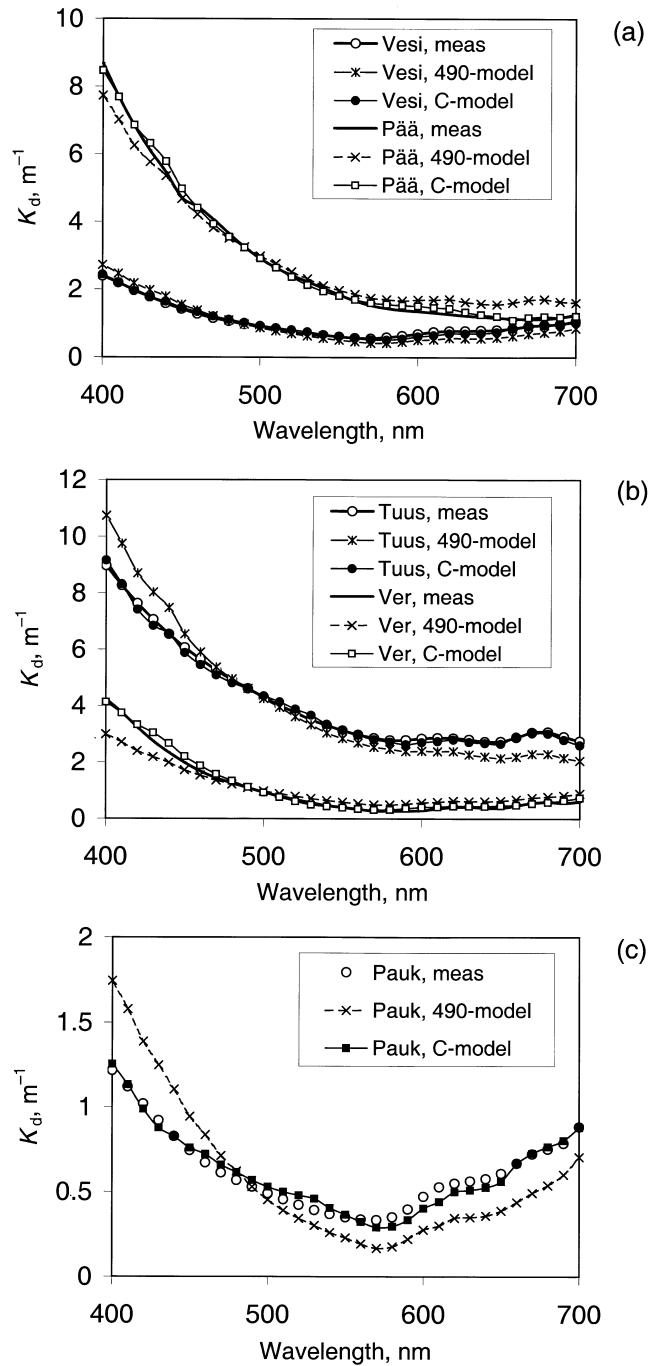 (a)
10
8
6
4
2
0
Kd, m⁻¹
Vesi, meas
Vesi, 490-model
Vesi, C-model
Pää, meas
Pää, 490-model
Pää, C-model
400 500 600 700
Wavelength, nm
(b)
12
10
8
6
4
2
0
Kd, m⁻¹
Tuus, meas
Tuus, 490-model
Tuus, C-model
Ver, meas
Ver, 490-model
Ver, C-model
400 500 600 700
Wavelength, nm
(c)
2
1.5
1
0.5
0
Kd, m⁻¹
Pauk, meas
Pauk, 490-model
Pauk, C-model
400 500 600 700
Wavelength, nm